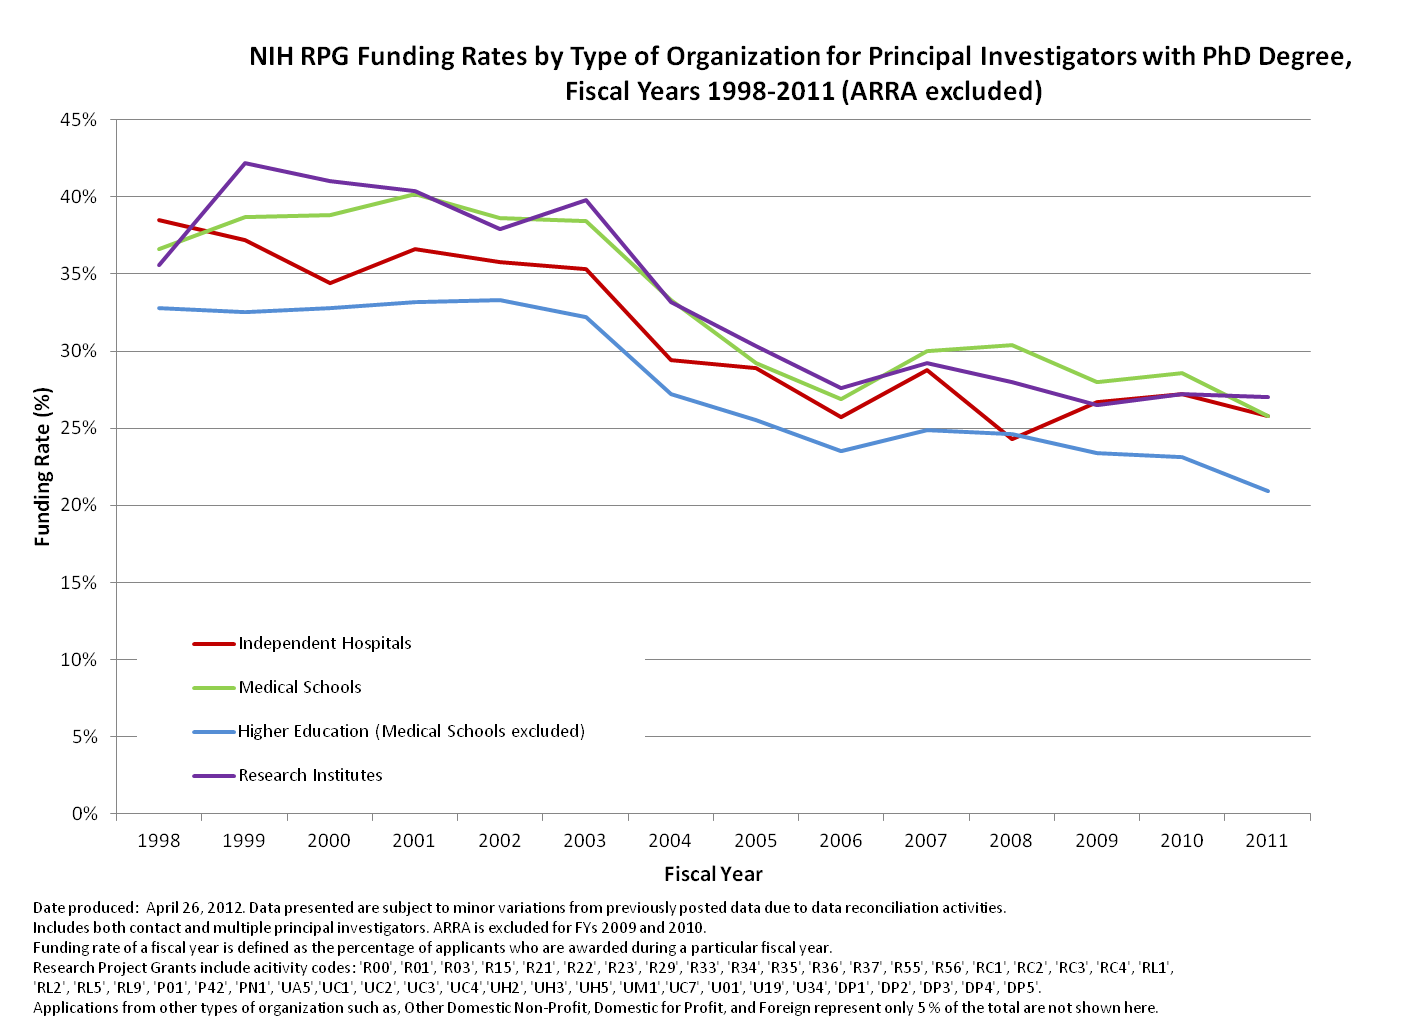 NIH RPG Funding Rates by Type of Organization for Principal Investigators with PhD Degree,
Fiscal Years 1998-2011 (ARRA excluded)
45%
40%
35%
30%
25%
20%
15%
10%
5%
0%
Funding Rate (%)
Independent Hospitals
Medical Schools
Higher Education (Medical Schools excluded)
Research Institutes
1998 1999 2000 2001 2002 2003 2004 2005 2006 2007 2008 2009 2010 2011
Fiscal Year
Date produced: April 26, 2012. Data presented are subject to minor variations from previously posted data due to data reconciliation activities.
Includes both contact and multiple principal investigators. ARRA is excluded for FYs 2009 and 2010.
Funding rate of a fiscal year is defined as the percentage of applicants who are awarded during a particular fiscal year.
Research Project Grants include acitivity codes: 'R00', 'R01', 'R03', 'R15', 'R21', 'R22', 'R23', 'R29', 'R33', 'R34', 'R35', 'R36', 'R37', 'R55', 'R56', 'RC1', 'RC2', 'RC3', 'RC4', 'RL1',
'RL2', 'RL5', 'RL9', 'P01', 'P42', 'PN1', 'UA5','UC1', 'UC2', 'UC3', 'UC4','UH2', 'UH3', 'UH5', 'UM1','UC7', 'U01', 'U19', 'U34', 'DP1', 'DP2', 'DP3', 'DP4', 'DP5'.
Applications from other types of organization such as, Other Domestic Non-Profit, Domestic for Profit, and Foreign represent only 5 % of the total are not shown here.